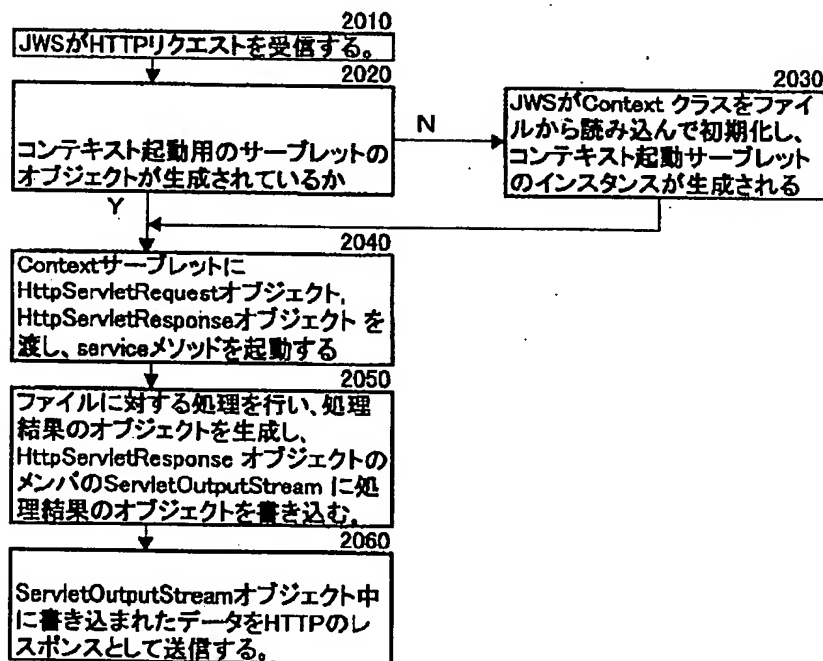 2010
JWSがHTTPリクエストを受信する。
2020
コンテキスト起動用のサーブレットの
オブジェクトが生成されているか
N
Y
2030
JWSがContext クラスをファイ
ルから読み込んで初期化し、
コンテキスト起動サーブレット
のインスタンスが生成される
2040
Contextサーブレットに
HttpServletRequestオブジェクト,
HttpServletResponseオブジェクト を
渡し、serviceメソッドを起動する
2050
ファイルに対する処理を行い、処理
結果のオブジェクトを生成し、
HttpServletResponse オブジェクトの
メンバのServletOutputStream に処
理結果のオブジェクトを書き込む。
2060
ServletOutputStreamオブジェクト中
に書き込まれたデータをHTTPのレ
スポンスとして送信する。